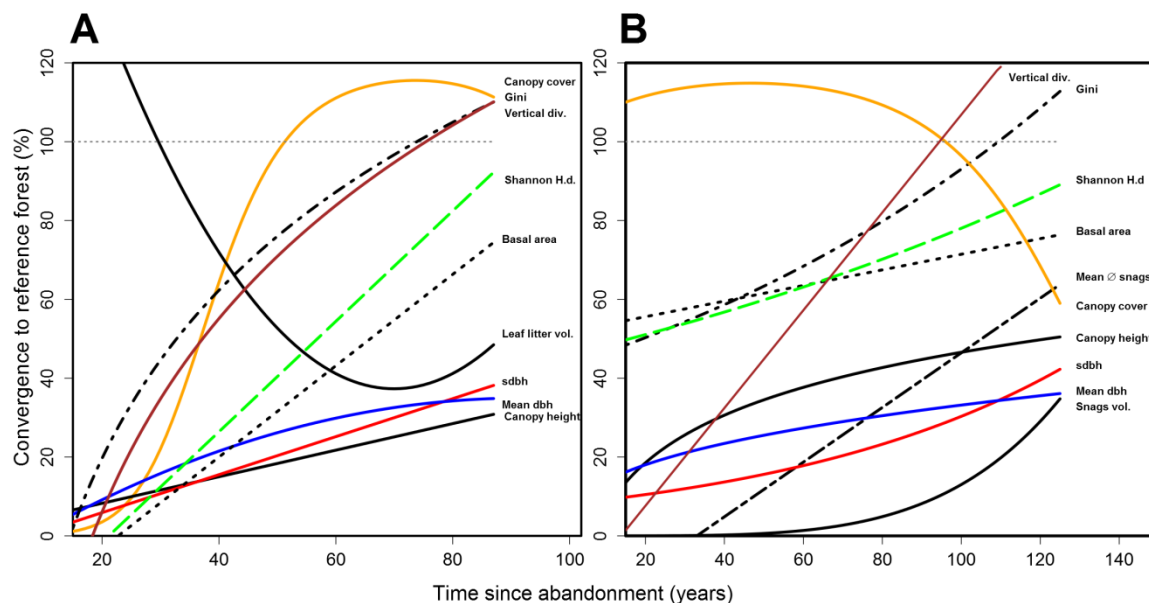 A
B
Convergence to reference forest (%)
120
100
80
60
40
20
0
Canopy cover
Gini
Vertical div.
Shannon H.d.
Basal area
Leaf litter vol.
sdbh
Mean dbh
Canopy height
20 40 60 80 100
120
100
80
60
40
20
0
Vertical div.
Gini
Shannon H.d
Basal area
Mean ∅ snags
Canopy cover
Canopy height
sdbh
Mean dbh
Snags vol.
20 40 60 80 100 120 140
Time since abandonment (years)